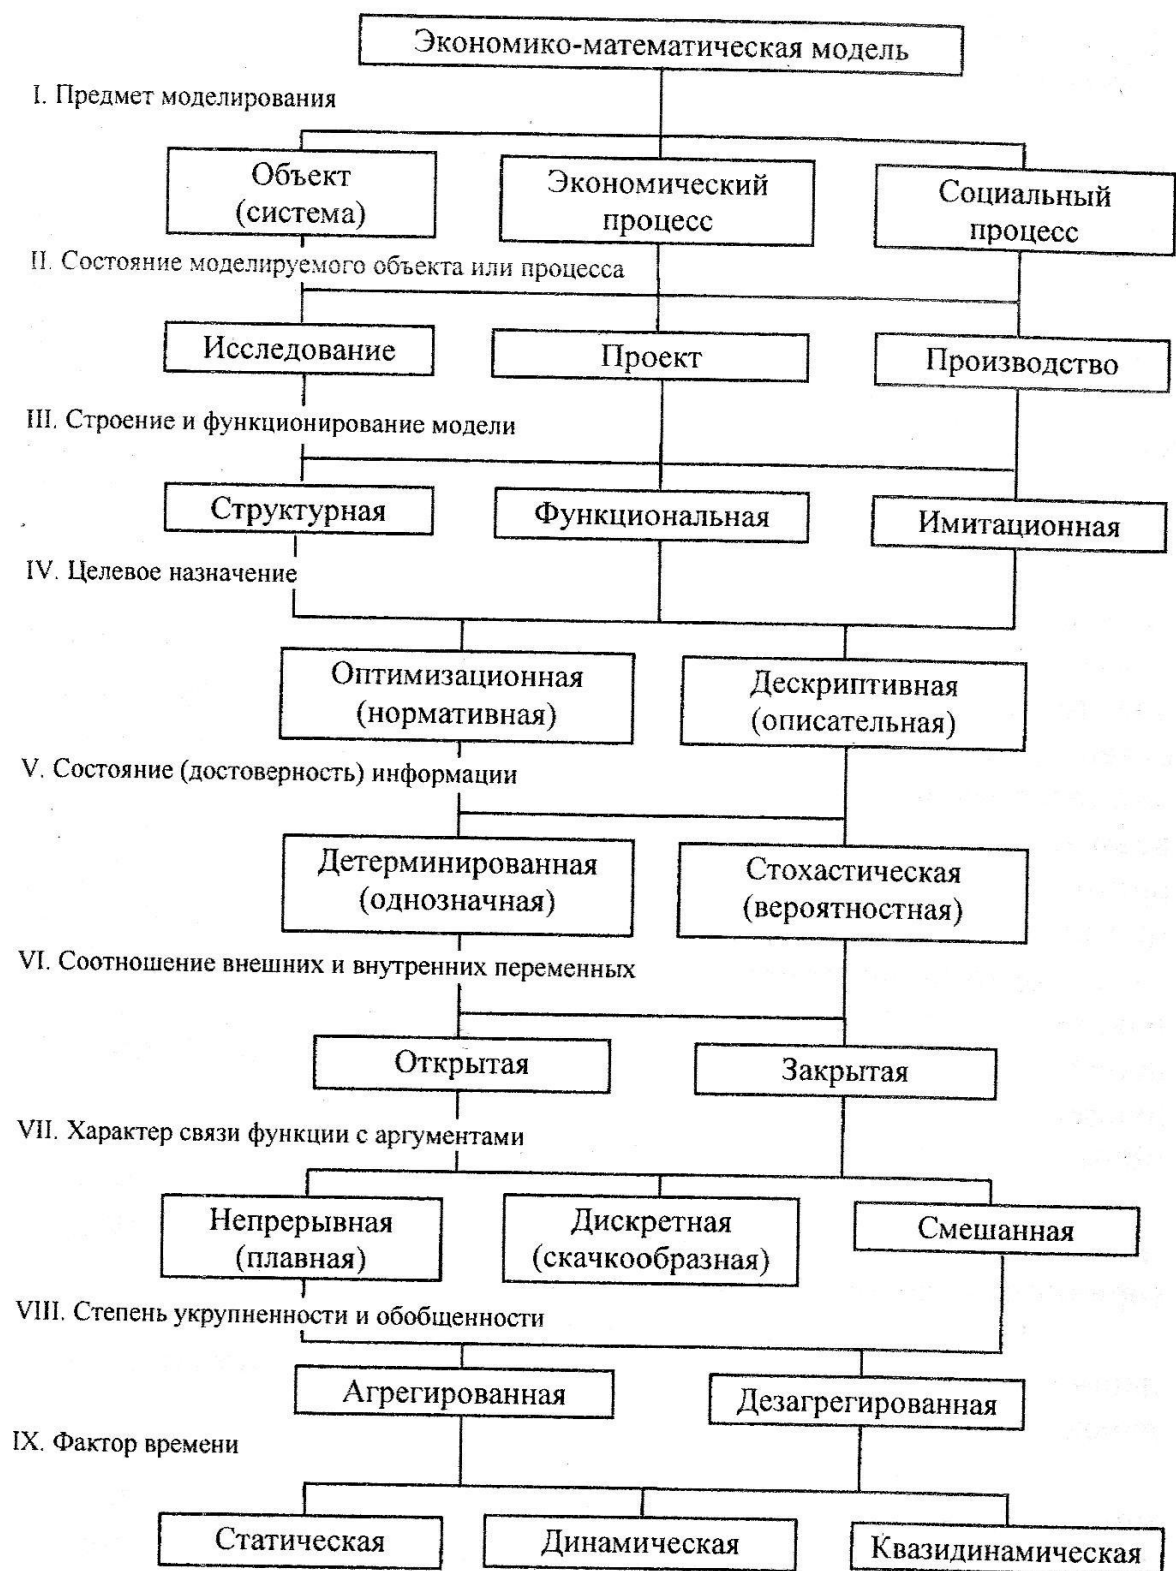 Экономико-математическая модель
I. Предмет моделирования
Объект
(система)
Экономический
процесс
Социальный
процесс
II. Состояние моделируемого объекта или процесса
Исследование
Проект
Производство
III. Строение и функционирование модели
Структурная
Функциональная
Имитационная
IV. Целевое назначение
Оптимизационная
(нормативная)
Дескриптивная
(описательная)
V. Состояние (достоверность) информации
Детерминированная
(однозначная)
Стохастическая
(вероятностная)
VI. Соотношение внешних и внутренних переменных
Открытая
Закрытая
VII. Характер связи функции с аргументами
Непрерывная
(плавная)
Дискретная
(скачкообразная)
Смешанная
VIII. Степень укрупненности и обобщенности
Агрегированная
Дезагрегированная
IX. Фактор времени
Статическая
Динамическая
Квазидинамическая